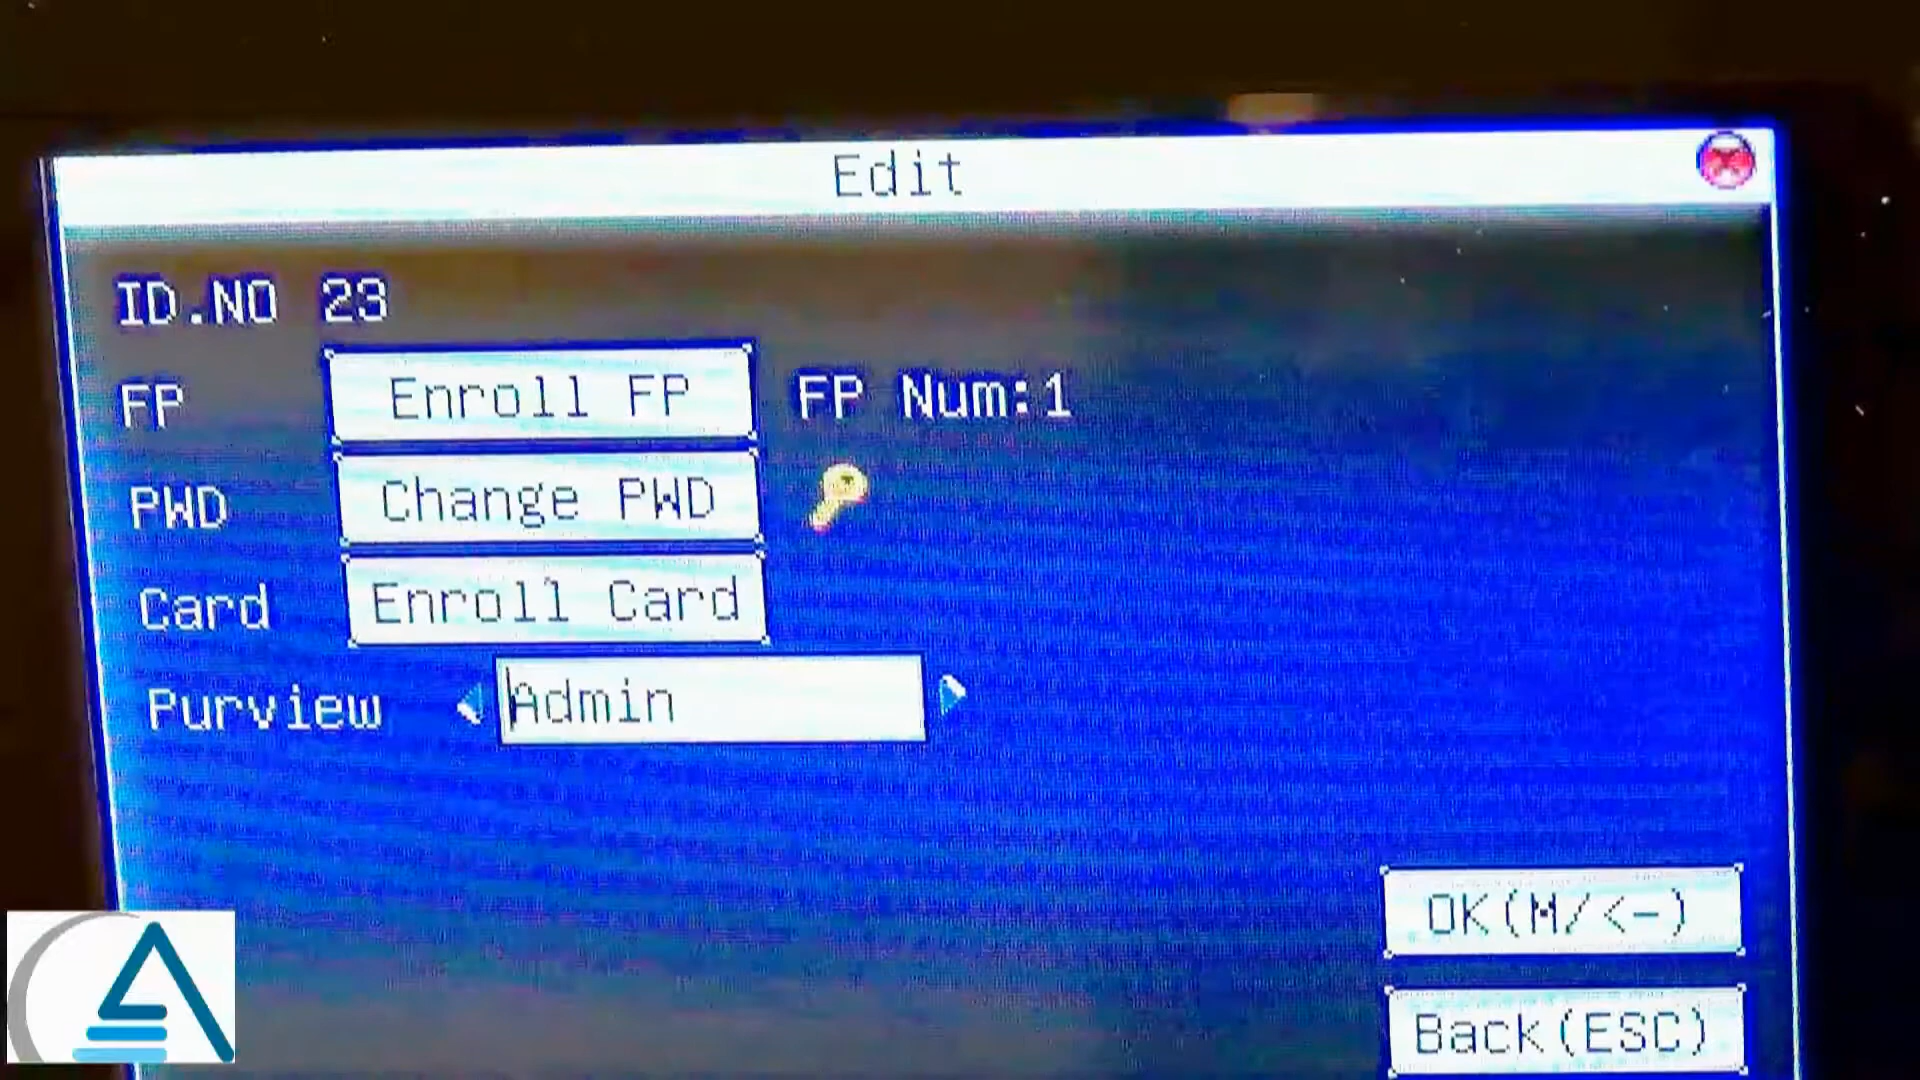 Edit
ID.NO 23
FP Enroll FP FP Num:1
PWD Change PWD
Card Enroll Card
Purview Admin
OK(M/<-)
Back(ESC)